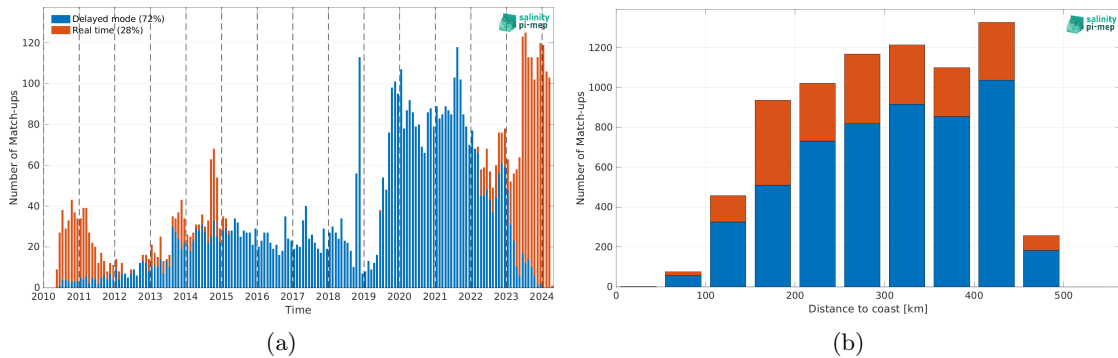 Delayed mode (72%)
Real time (28%)
salinity
pi-mep
Number of Match-ups
120
100
80
60
40
20
0
2010 2011 2012 2013 2014 2015 2016 2017 2018 2019 2020 2021 2022 2023 2024
Time
(a)
salinity
pi-mep
Number of Match-ups
1200
1000
800
600
400
200
0
0 100 200 300 400 500
Distance to coast [km]
(b)